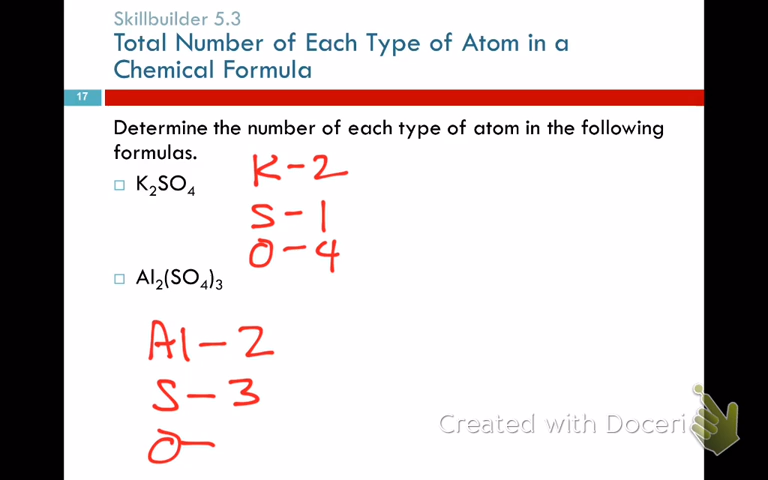 Skillbuilder 5.3
Total Number of Each Type of Atom in a
Chemical Formula
17
Determine the number of each type of atom in the following
formulas.
K – 2
K₂SO₄
S – 1
O – 4
Al₂(SO₄)₃
Al – 2
S – 3
O –
Created with Doceri